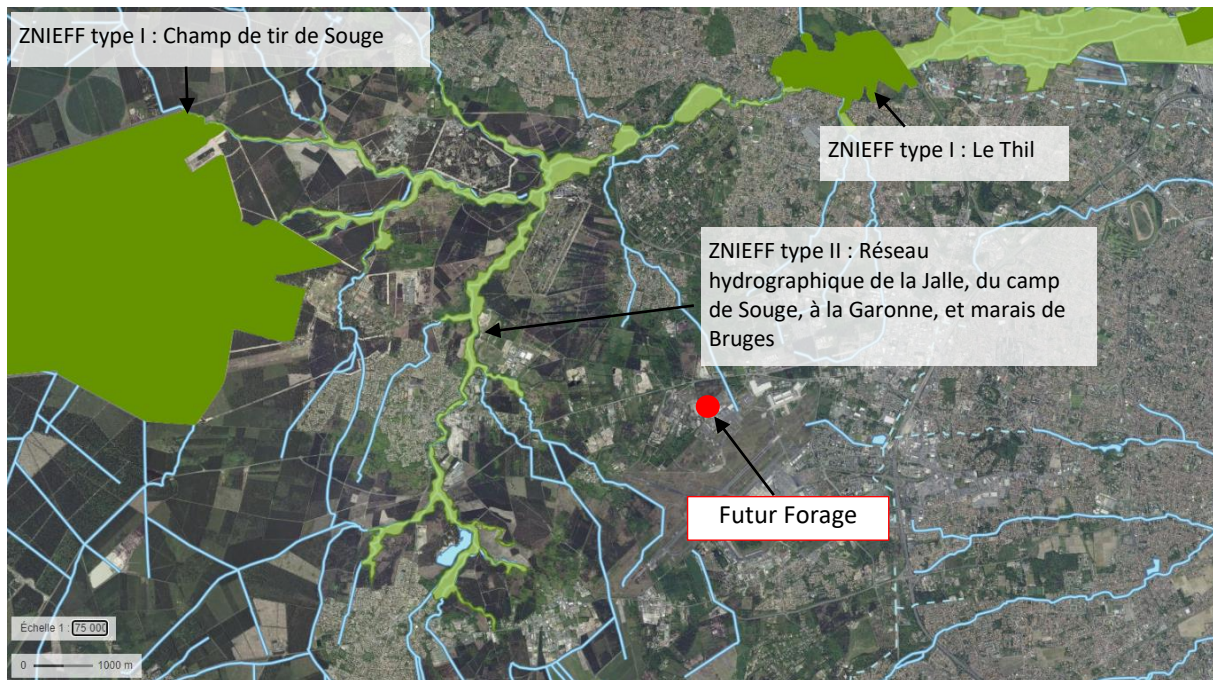 ZNIEFF type I : Champ de tir de Souge
ZNIEFF type I : Le Thil
ZNIEFF type II : Réseau
hydrographique de la Jalle, du camp
de Souge, à la Garonne, et marais de
Bruges
Futur Forage
Échelle 1 : 75 000
0 1000 m